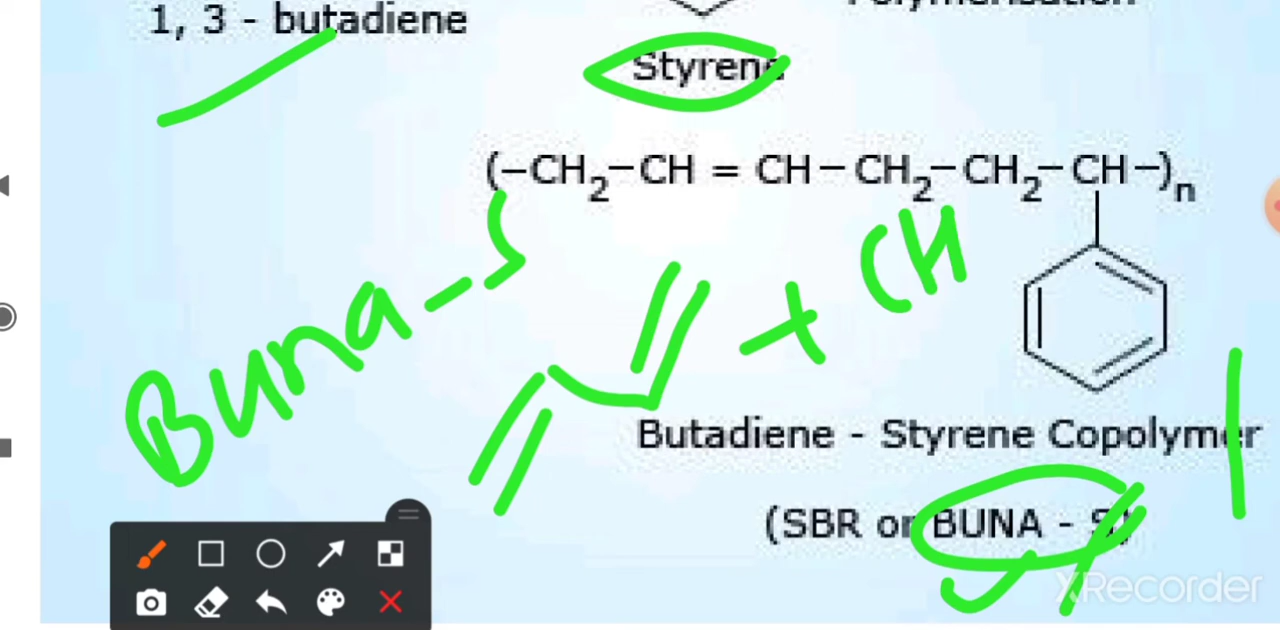 1, 3 - butadiene
Polymerisation
Styrene
(-CH2-CH = CH-CH2-CH2-CH-)n
Buna-S
+ CH
Butadiene - Styrene Copolymer
(SBR or BUNA - S)
XRecorder